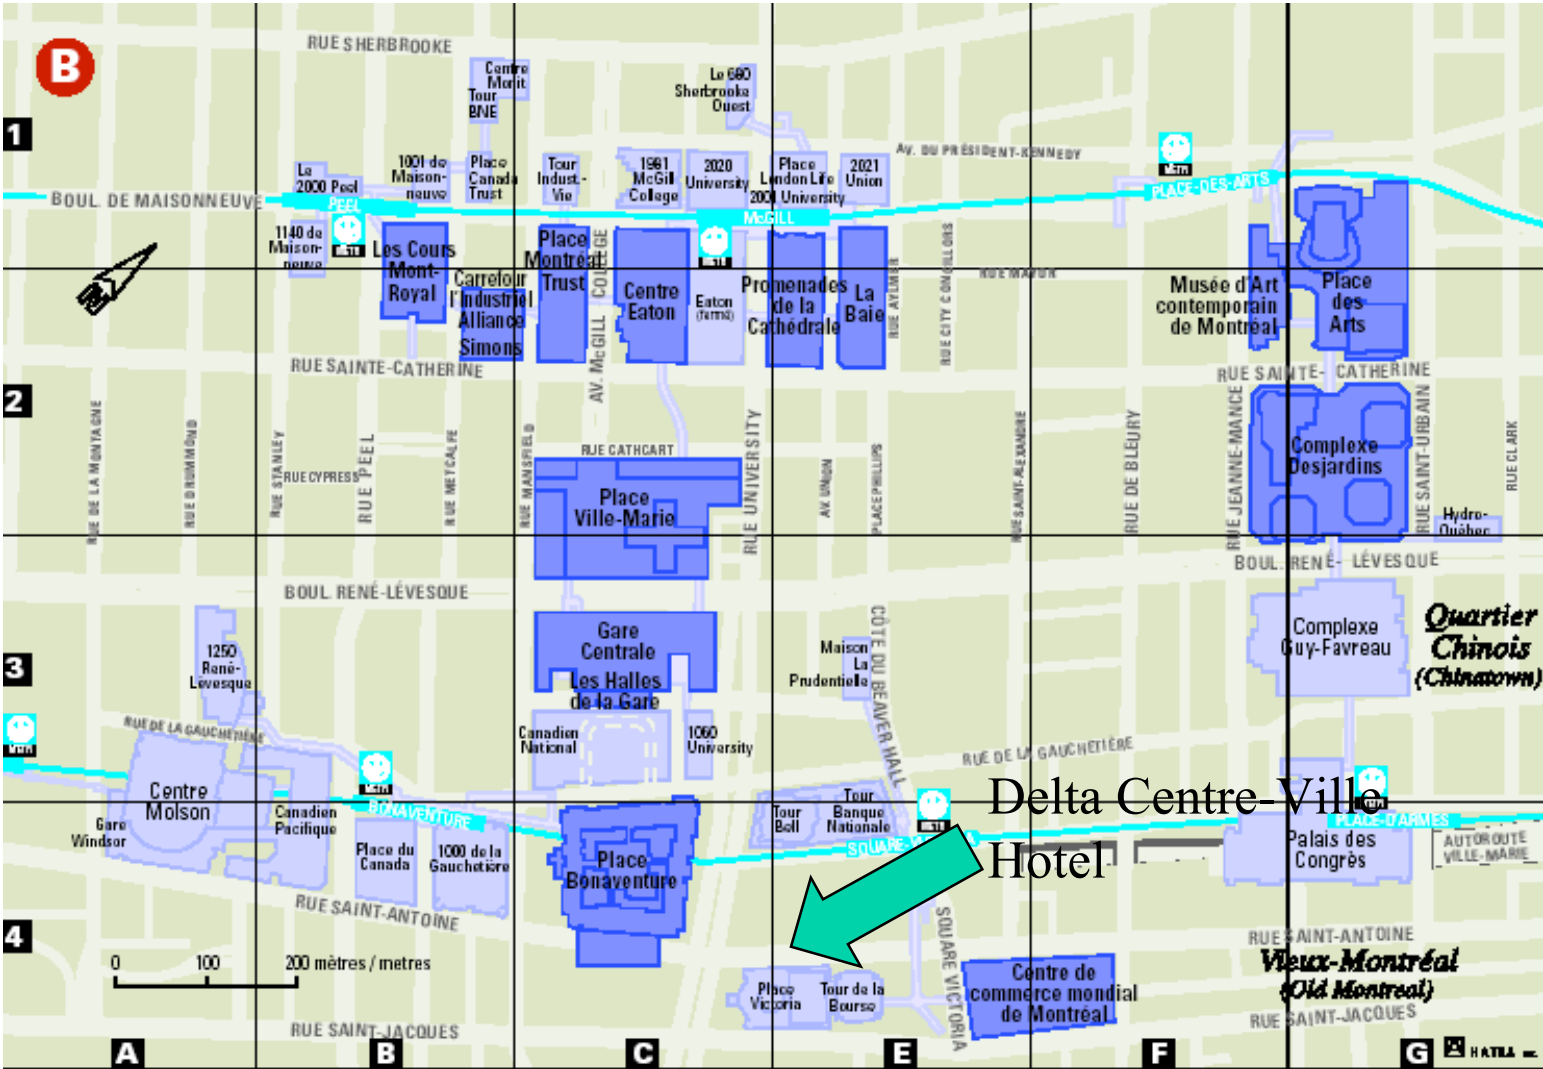 B
RUE SHERBROOKE
Centre
Mont
Tour
BNE
Le 680
Sherbrooke
Ouest
1
AV. DU PRÉSIDENT-KENNEDY
Le
2000 Peel
1001 de
Maison-
neuve
Place
Canada
Trust
Tour
Indust.-
Vie
1981
McGill
College
2020
University
Place
London Life
2001 University
2021
Union
BOUL. DE MAISONNEUVE
PEEL
McGILL
PLACE-DES-ARTS
1140 de
Maison-
neuve
Les Cours
Mont-
Royal
Carrefour
l'Industriel
Alliance
Simons
Place
Montréal
Trust
AV. McGILL COLLEGE
Centre
Eaton
Eaton
(fermé)
Promenades
de la
Cathédrale
La
Baie
RUE AYLMER
RUE CITY CONCILLORS
RUE MAYOR
Musée d'Art
contemporain
de Montréal
Place
des
Arts
RUE SAINTE-CATHERINE
RUE SAINTE-CATHERINE
2
RUE DE LA MONTAGNE
RUE DRUMMOND
RUE STANLEY
RUE CYPRESS
RUE PEEL
RUE METCALFE
RUE MANSFIELD
RUE CATHCART
Place
Ville-Marie
RUE UNIVERSITY
AV. UNION
PLACE PHILLIPS
RUE SAINT-ALEXANDRE
RUE DE BLEURY
RUE JEANNE-MANCE
Complexe
Desjardins
RUE SAINT-URBAIN
RUE CLARK
Hydro-
Québec
BOUL. RENÉ-LÉVESQUE
BOUL. RENÉ-LÉVESQUE
3
1250
René-
Lévesque
Gare
Centrale
Les Halles
de la Gare
Maison
La
Prudentielle
CÔTE DU BEAVER HALL
Complexe
Guy-Favreau
Quartier
Chinois
(Chinatown)
RUE DE LA GAUCHETIÈRE
Canadien
National
1060
University
RUE DE LA GAUCHETIÈRE
Centre
Molson
Gare
Windsor
Canadien
Pacifique
BONAVENTURE
Place du
Canada
1000 de la
Gauchetière
Place
Bonaventure
Tour
Bell
Tour
Banque
Nationale
Delta Centre-Ville
Hotel
PLACE-D'ARMES
Palais des
Congrès
AUTOROUTE
VILLE-MARIE
RUE SAINT-ANTOINE
RUE SAINT-ANTOINE
4
0 100 200 mètres / metres
Place
Victoria
Tour de la
Bourse
SQUARE VICTORIA
Centre de
commerce mondial
de Montréal
Vieux-Montréal
(Old Montreal)
RUE SAINT-JACQUES
RUE SAINT-JACQUES
A B C E F G